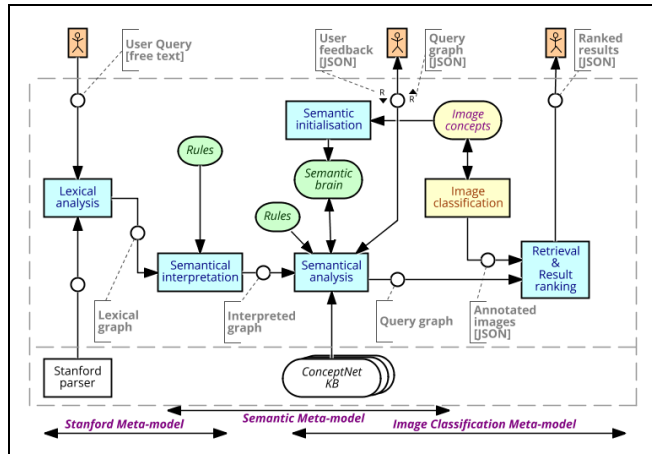 User Query
[free text]
User
feedback
[JSON]
Query
graph
[JSON]
Ranked
results
[JSON]
R
R
Semantic
initialisation
Image
concepts
Rules
Semantic
brain
Lexical
analysis
Image
classification
Rules
Semantical
interpretation
Semantical
analysis
Retrieval
&
Result
ranking
Lexical
graph
Interpreted
graph
Query graph
Annotated
images
[JSON]
Stanford
parser
ConceptNet
KB
Semantic Meta-model
Stanford Meta-model
Image Classification Meta-model